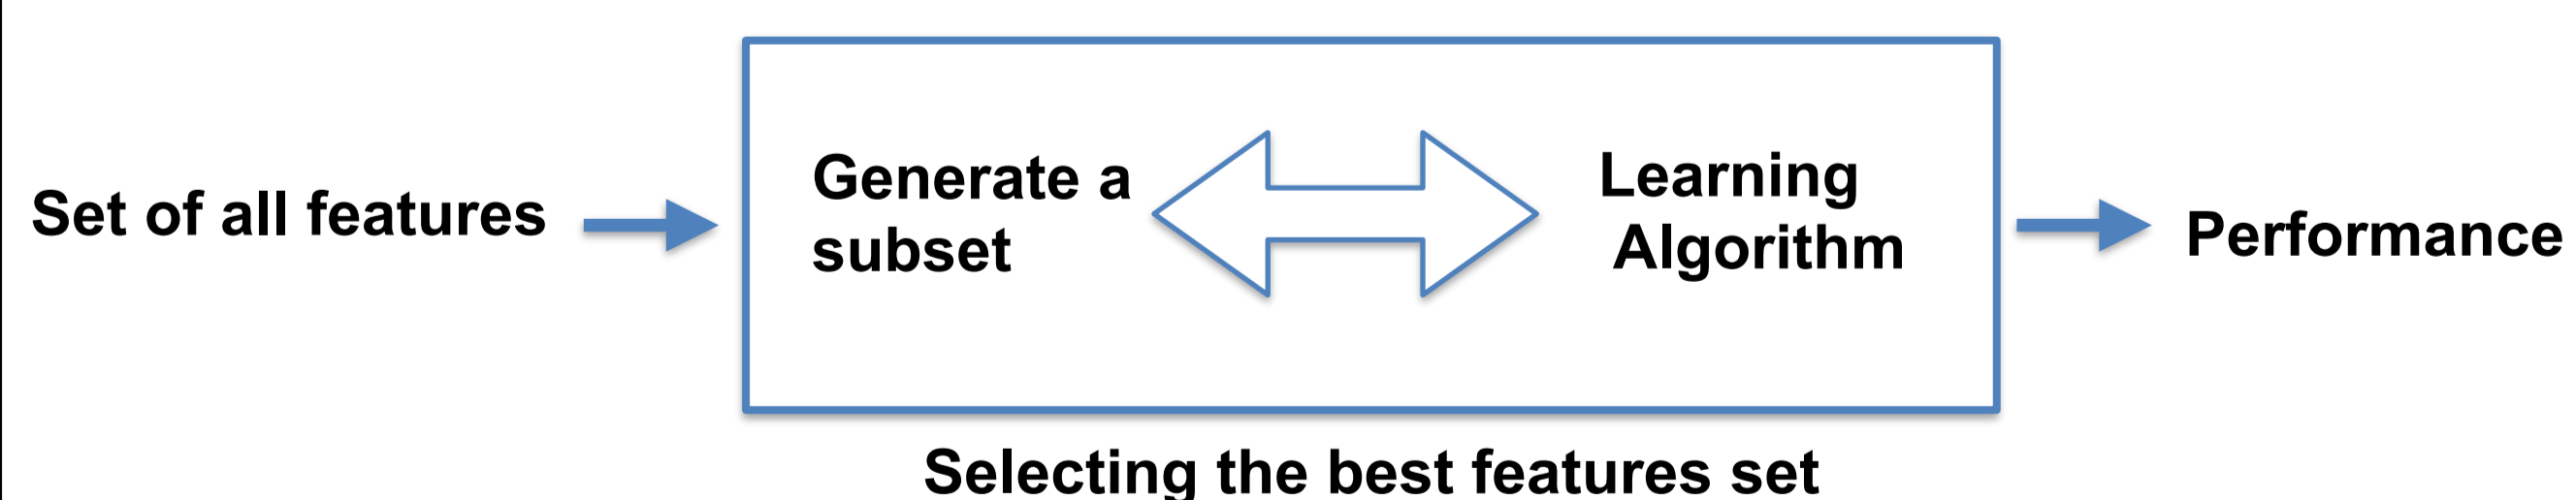 Set of all features
Generate a
subset
Learning
Algorithm
Performance
Selecting the best features set